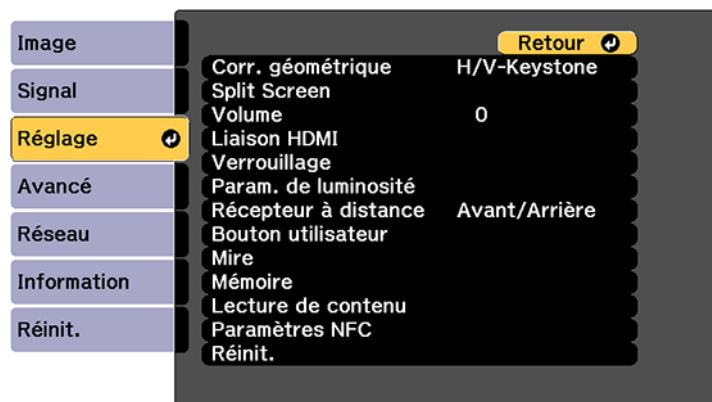 Image
Signal
Réglage
Avancé
Réseau
Information
Réinit.
Retour
Corr. géométrique H/V-Keystone
Split Screen
Volume 0
Liaison HDMI
Verrouillage
Param. de luminosité
Récepteur à distance Avant/Arrière
Bouton utilisateur
Mire
Mémoire
Lecture de contenu
Paramètres NFC
Réinit.